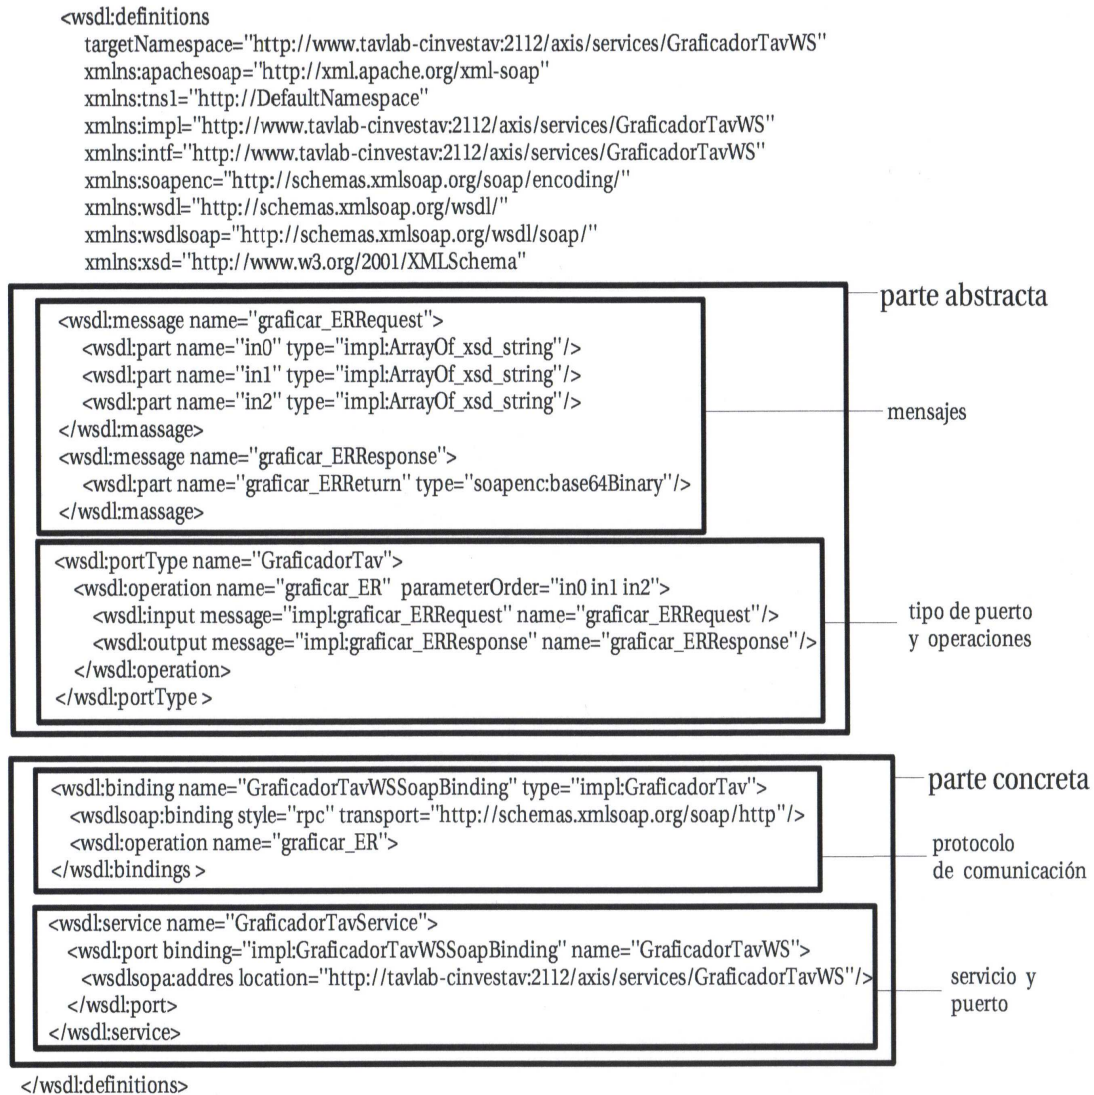 <wsdl:definitions
targetNamespace="http://www.tavlab-cinvestav:2112/axis/services/GraficadorTavWS"
xmlns:apachesoap="http://xml.apache.org/xml-soap"
xmlns:tns1="http://DefaultNamespace"
xmlns:impl="http://www.tavlab-cinvestav:2112/axis/services/GraficadorTavWS"
xmlns:intf="http://www.tavlab-cinvestav:2112/axis/services/GraficadorTavWS"
xmlns:soapenc="http://schemas.xmlsoap.org/soap/encoding/"
xmlns:wsdl="http://schemas.xmlsoap.org/wsdl/"
xmlns:wsdlsoap="http://schemas.xmlsoap.org/wsdl/soap/"
xmlns:xsd="http://www.w3.org/2001/XMLSchema"
parte abstracta
<wsdl:message name="graficar_ERRequest">
<wsdl:part name="in0" type="impl:ArrayOf_xsd_string"/>
<wsdl:part name="in1" type="impl:ArrayOf_xsd_string"/>
<wsdl:part name="in2" type="impl:ArrayOf_xsd_string"/>
</wsdl:massage>
<wsdl:message name="graficar_ERResponse">
<wsdl:part name="graficar_ERReturn" type="soapenc:base64Binary"/>
</wsdl:massage>
mensajes
<wsdl:portType name="GraficadorTav">
<wsdl:operation name="graficar_ER" parameterOrder="in0 in1 in2">
<wsdl:input message="impl:graficar_ERRequest" name="graficar_ERRequest"/>
<wsdl:output message="impl:graficar_ERResponse" name="graficar_ERResponse"/>
</wsdl:operation>
</wsdl:portType >
tipo de puerto
y operaciones
parte concreta
<wsdl:binding name="GraficadorTavWSSoapBinding" type="impl:GraficadorTav">
<wsdlsoap:binding style="rpc" transport="http://schemas.xmlsoap.org/soap/http"/>
<wsdl:operation name="graficar_ER">
</wsdl:bindings >
protocolo
de comunicación
<wsdl:service name="GraficadorTavService">
<wsdl:port binding="impl:GraficadorTavWSSoapBinding" name="GraficadorTavWS">
<wsdlsopa:addres location="http://tavlab-cinvestav:2112/axis/services/GraficadorTavWS"/>
</wsdl:port>
</wsdl:service>
servicio y
puerto
</wsdl:definitions>